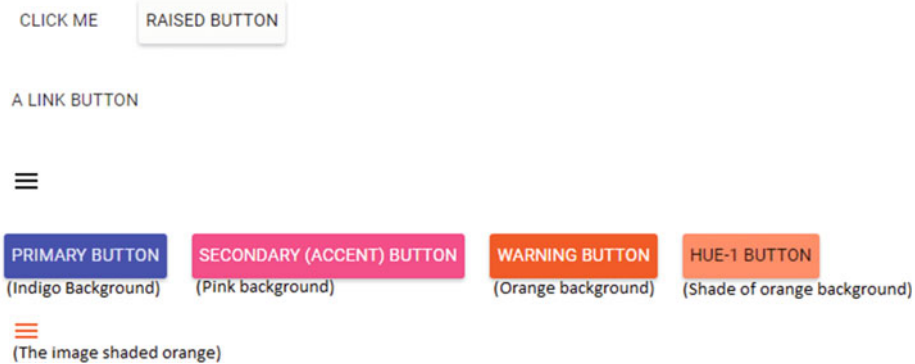 CLICK ME RAISED BUTTON
A LINK BUTTON
PRIMARY BUTTON SECONDARY (ACCENT) BUTTON WARNING BUTTON HUE-1 BUTTON
(Indigo Background) (Pink background) (Orange background) (Shade of orange background)
(The image shaded orange)